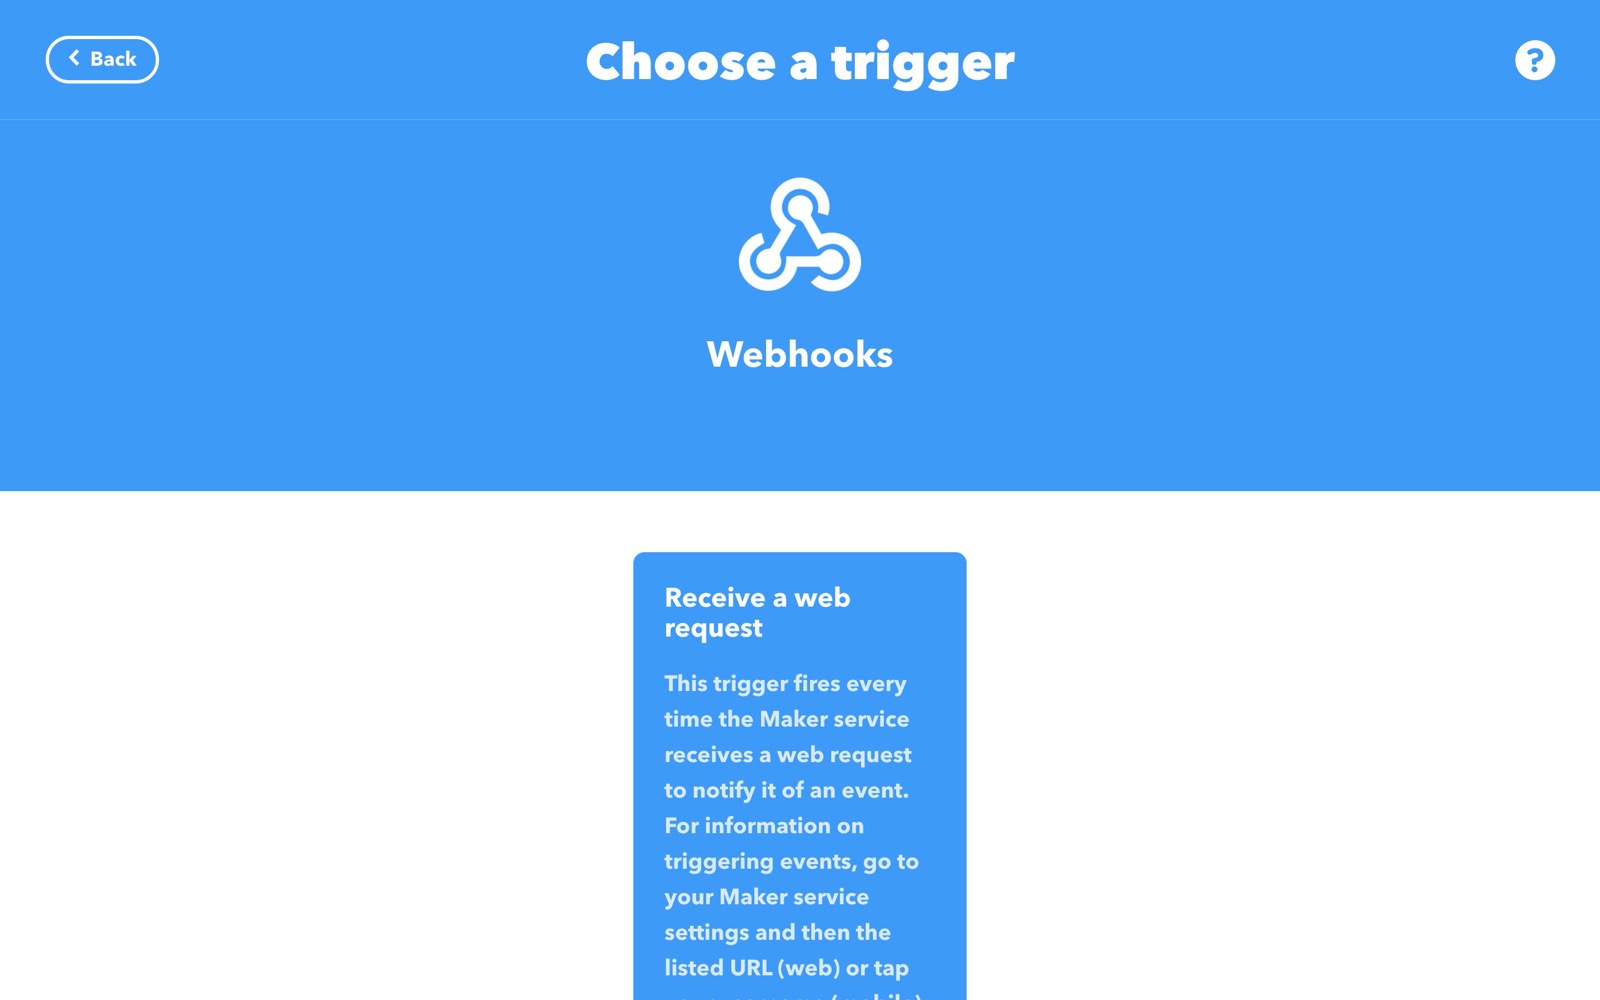 Back
Choose a trigger
?
Webhooks
Receive a web
request
This trigger fires every
time the Maker service
receives a web request
to notify it of an event.
For information on
triggering events, go to
your Maker service
settings and then the
listed URL (web) or tap